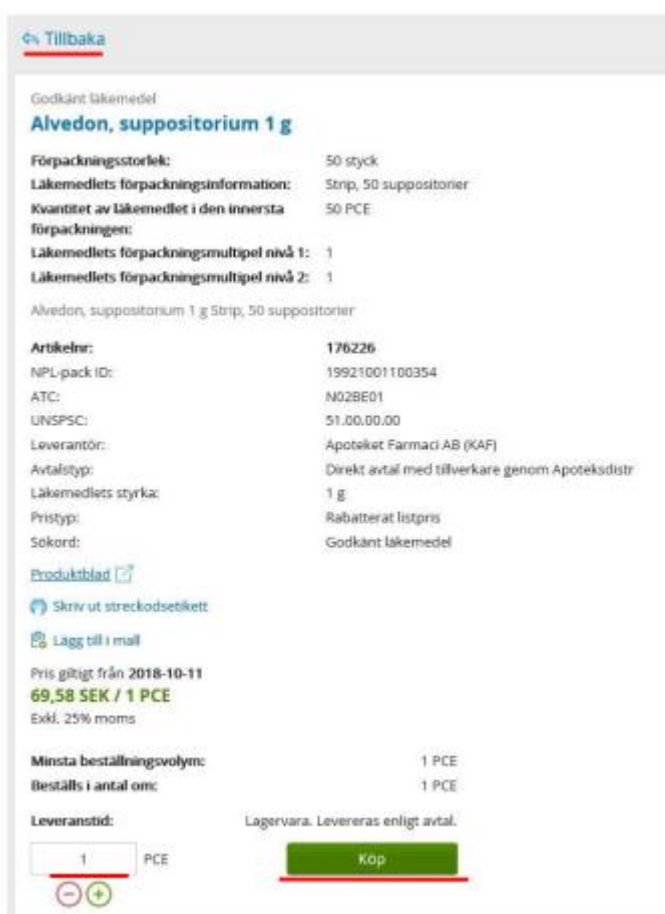 Tillbaka
Godkänt läkemedel
Alvedon, suppositorium 1 g
Förpackningsstorlek: 50 styck
Läkemedlets förpackningsinformation: Strip, 50 suppositorier
Kvantitet av läkemedlet i den innersta förpackningen: 50 PCE
Läkemedlets förpackningsmultipel nivå 1: 1
Läkemedlets förpackningsmultipel nivå 2: 1
Alvedon, suppositorium 1 g Strip, 50 suppositorier
Artikelnr: 176226
NPL-pack ID: 19921001100354
ATC: N02BE01
UNSPSC: 51.00.00.00
Leverantör: Apoteket Farmaci AB (KAF)
Avtalstyp: Direkt avtal med tillverkare genom Apoteksdistr
Läkemedlets styrka: 1 g
Pristyp: Rabatterat listpris
Sökord: Godkänt läkemedel
Produktblad
Skriv ut streckodsetikett
Lägg till i mall
Pris giltigt från 2018-10-11
69,58 SEK / 1 PCE
Exkl. 25% moms
Minsta beställningsvolym: 1 PCE
Beställs i antal om: 1 PCE
Leveranstid: Lagervara. Levereras enligt avtal.
1 PCE Köp